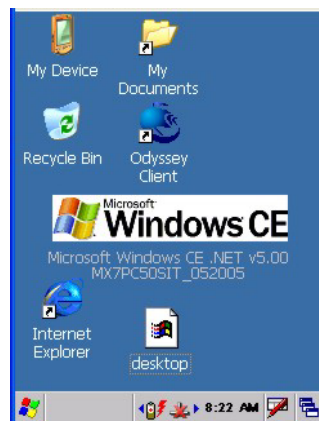 My Device
My
Documents
Recycle Bin
Odyssey
Client
Microsoft
Windows CE
Microsoft Windows CE .NET v5.00
MX7PC50SIT_052005
Internet
Explorer
desktop
8:22 AM